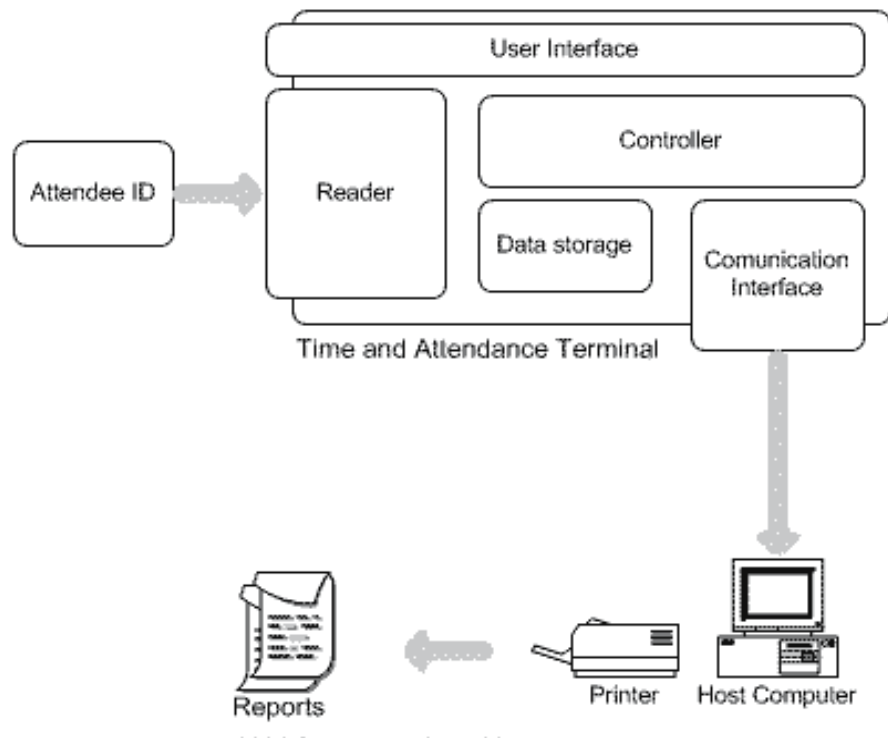 User Interface
Attendee ID
Reader
Controller
Data storage
Comunication
Interface
Time and Attendance Terminal
Reports
Printer
Host Computer